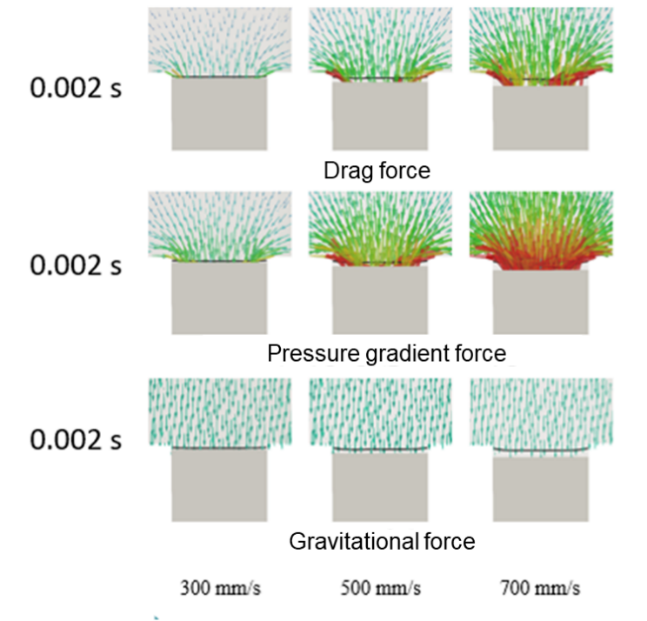 0.002 s
Drag force
0.002 s
Pressure gradient force
0.002 s
Gravitational force
300 mm/s 500 mm/s 700 mm/s